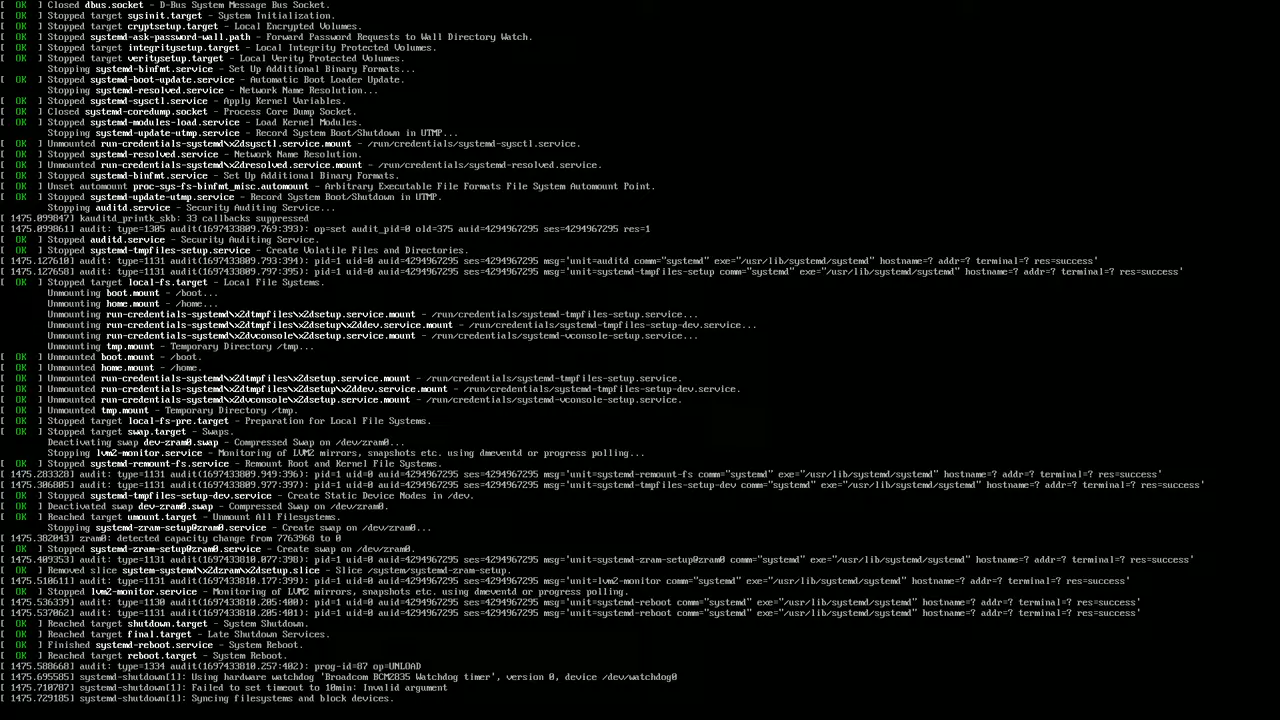 [  OK  ] Closed dbus.socket - D-Bus System Message Bus Socket.
[  OK  ] Stopped target sysinit.target - System Initialization.
[  OK  ] Stopped target cryptsetup.target - Local Encrypted Volumes.
[  OK  ] Stopped systemd-ask-password-wall.path - Forward Password Requests to Wall Directory Watch.
[  OK  ] Stopped target integritysetup.target - Local Integrity Protected Volumes.
[  OK  ] Stopped target veritysetup.target - Local Verity Protected Volumes.
Stopping systemd-binfmt.service - Set Up Additional Binary Formats...
[  OK  ] Stopped systemd-boot-update.service - Automatic Boot Loader Update.
Stopping systemd-resolved.service - Network Name Resolution...
[  OK  ] Stopped systemd-sysctl.service - Apply Kernel Variables.
[  OK  ] Closed systemd-coredump.socket - Process Core Dump Socket.
[  OK  ] Stopped systemd-modules-load.service - Load Kernel Modules.
Stopping systemd-update-utmp.service - Record System Boot/Shutdown in UTMP...
[  OK  ] Unmounted run-credentials-systemd\x2dsysctl.service.mount - /run/credentials/systemd-sysctl.service.
[  OK  ] Stopped systemd-resolved.service - Network Name Resolution.
[  OK  ] Unmounted run-credentials-systemd\x2dresolved.service.mount - /run/credentials/systemd-resolved.service.
[  OK  ] Stopped systemd-binfmt.service - Set Up Additional Binary Formats.
[  OK  ] Unset automount proc-sys-fs-binfmt_misc.automount - Arbitrary Executable File Formats File System Automount Point.
[  OK  ] Stopped systemd-update-utmp.service - Record System Boot/Shutdown in UTMP.
Stopping auditd.service - Security Auditing Service...
[ 1475.099847] kauditd_printk_skb: 33 callbacks suppressed
[ 1475.099861] audit: type=1305 audit(1697433809.769:393): op=set audit_pid=0 old=375 auid=4294967295 ses=4294967295 res=1
[  OK  ] Stopped auditd.service - Security Auditing Service.
[  OK  ] Stopped systemd-tmpfiles-setup.service - Create Volatile Files and Directories.
[ 1475.127610] audit: type=1131 audit(1697433809.793:394): pid=1 uid=0 auid=4294967295 ses=4294967295 msg='unit=auditd comm="systemd" exe="/usr/lib/systemd/systemd" hostname=? addr=? terminal=? res=success'
[ 1475.127658] audit: type=1131 audit(1697433809.797:395): pid=1 uid=0 auid=4294967295 ses=4294967295 msg='unit=systemd-tmpfiles-setup comm="systemd" exe="/usr/lib/systemd/systemd" hostname=? addr=? terminal=? res=success'
[  OK  ] Stopped target local-fs.target - Local File Systems.
Unmounting boot.mount - /boot...
Unmounting home.mount - /home...
Unmounting run-credentials-systemd\x2dtmpfiles\x2dsetup.service.mount - /run/credentials/systemd-tmpfiles-setup.service...
Unmounting run-credentials-systemd\x2dtmpfiles\x2dsetup\x2ddev.service.mount - /run/credentials/systemd-tmpfiles-setup-dev.service...
Unmounting run-credentials-systemd\x2dvconsole\x2dsetup.service.mount - /run/credentials/systemd-vconsole-setup.service...
Unmounting tmp.mount - Temporary Directory /tmp...
[  OK  ] Unmounted boot.mount - /boot.
[  OK  ] Unmounted home.mount - /home.
[  OK  ] Unmounted run-credentials-systemd\x2dtmpfiles\x2dsetup.service.mount - /run/credentials/systemd-tmpfiles-setup.service.
[  OK  ] Unmounted run-credentials-systemd\x2dtmpfiles\x2dsetup\x2ddev.service.mount - /run/credentials/systemd-tmpfiles-setup-dev.service.
[  OK  ] Unmounted run-credentials-systemd\x2dvconsole\x2dsetup.service.mount - /run/credentials/systemd-vconsole-setup.service.
[  OK  ] Unmounted tmp.mount - Temporary Directory /tmp.
[  OK  ] Stopped target local-fs-pre.target - Preparation for Local File Systems.
[  OK  ] Stopped target swap.target - Swaps.
Deactivating swap dev-zram0.swap - Compressed Swap on /dev/zram0...
Stopping lvm2-monitor.service - Monitoring of LVM2 mirrors, snapshots etc. using dmeventd or progress polling...
[  OK  ] Stopped systemd-remount-fs.service - Remount Root and Kernel File Systems.
[ 1475.283328] audit: type=1131 audit(1697433809.949:396): pid=1 uid=0 auid=4294967295 ses=4294967295 msg='unit=systemd-remount-fs comm="systemd" exe="/usr/lib/systemd/systemd" hostname=? addr=? terminal=? res=success'
[ 1475.306805] audit: type=1131 audit(1697433809.977:397): pid=1 uid=0 auid=4294967295 ses=4294967295 msg='unit=systemd-tmpfiles-setup-dev comm="systemd" exe="/usr/lib/systemd/systemd" hostname=? addr=? terminal=? res=success'
[  OK  ] Stopped systemd-tmpfiles-setup-dev.service - Create Static Device Nodes in /dev.
[  OK  ] Deactivated swap dev-zram0.swap - Compressed Swap on /dev/zram0.
[  OK  ] Reached target umount.target - Unmount All Filesystems.
Stopping systemd-zram-setup@zram0.service - Create swap on /dev/zram0...
[ 1475.382043] zram0: detected capacity change from 7763968 to 0
[  OK  ] Stopped systemd-zram-setup@zram0.service - Create swap on /dev/zram0.
[ 1475.409353] audit: type=1131 audit(1697433810.077:398): pid=1 uid=0 auid=4294967295 ses=4294967295 msg='unit=systemd-zram-setup@zram0 comm="systemd" exe="/usr/lib/systemd/systemd" hostname=? addr=? terminal=? res=success'
[  OK  ] Removed slice system-systemd\x2dzram\x2dsetup.slice - Slice /system/systemd-zram-setup.
[ 1475.510611] audit: type=1131 audit(1697433810.177:399): pid=1 uid=0 auid=4294967295 ses=4294967295 msg='unit=lvm2-monitor comm="systemd" exe="/usr/lib/systemd/systemd" hostname=? addr=? terminal=? res=success'
[  OK  ] Stopped lvm2-monitor.service - Monitoring of LVM2 mirrors, snapshots etc. using dmeventd or progress polling.
[ 1475.536339] audit: type=1130 audit(1697433810.205:400): pid=1 uid=0 auid=4294967295 ses=4294967295 msg='unit=systemd-reboot comm="systemd" exe="/usr/lib/systemd/systemd" hostname=? addr=? terminal=? res=success'
[ 1475.537062] audit: type=1131 audit(1697433810.205:401): pid=1 uid=0 auid=4294967295 ses=4294967295 msg='unit=systemd-reboot comm="systemd" exe="/usr/lib/systemd/systemd" hostname=? addr=? terminal=? res=success'
[  OK  ] Reached target shutdown.target - System Shutdown.
[  OK  ] Reached target final.target - Late Shutdown Services.
[  OK  ] Finished systemd-reboot.service - System Reboot.
[  OK  ] Reached target reboot.target - System Reboot.
[ 1475.588668] audit: type=1334 audit(1697433810.257:402): prog-id=87 op=UNLOAD
[ 1475.695585] systemd-shutdown[1]: Using hardware watchdog 'Broadcom BCM2835 Watchdog timer', version 0, device /dev/watchdog0
[ 1475.710787] systemd-shutdown[1]: Failed to set timeout to 10min: Invalid argument
[ 1475.729185] systemd-shutdown[1]: Syncing filesystems and block devices.